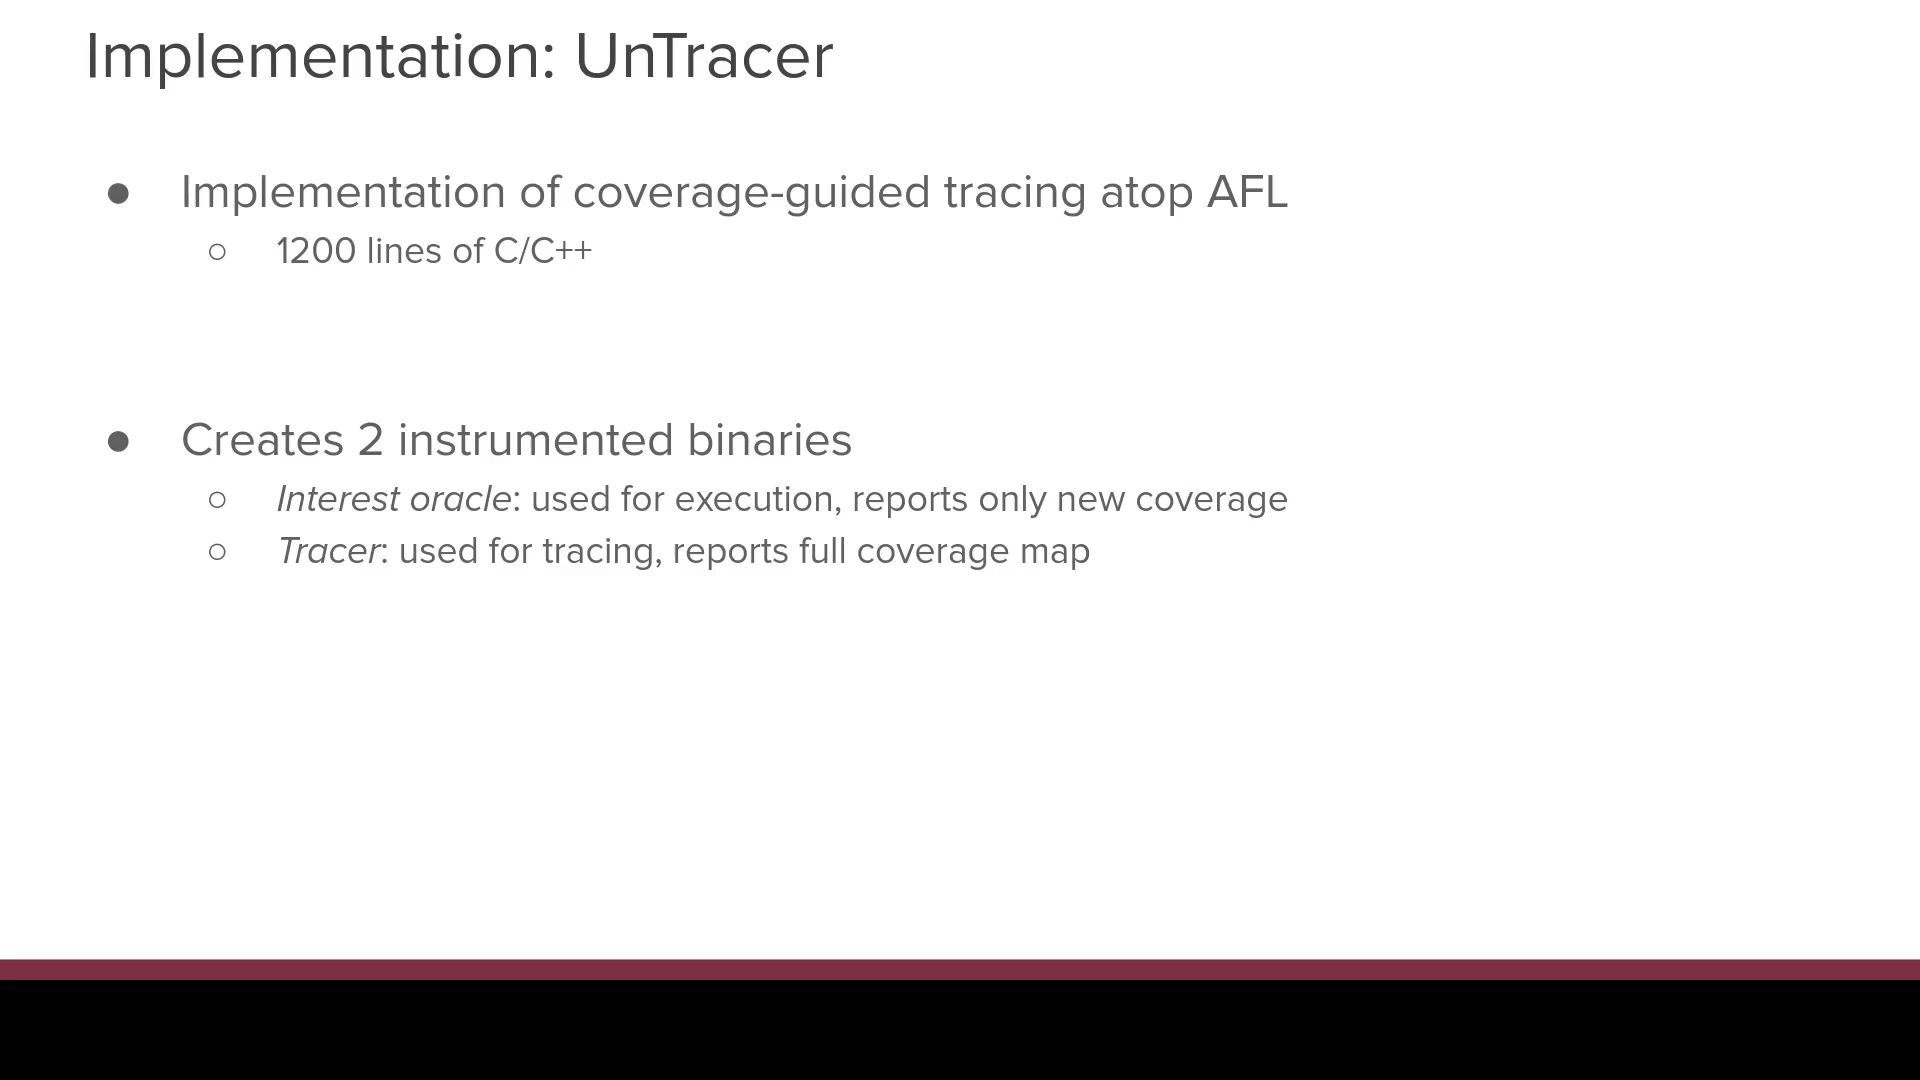 Implementation: UnTracer
● Implementation of coverage-guided tracing atop AFL
○ 1200 lines of C/C++
● Creates 2 instrumented binaries
○ Interest oracle: used for execution, reports only new coverage
○ Tracer: used for tracing, reports full coverage map